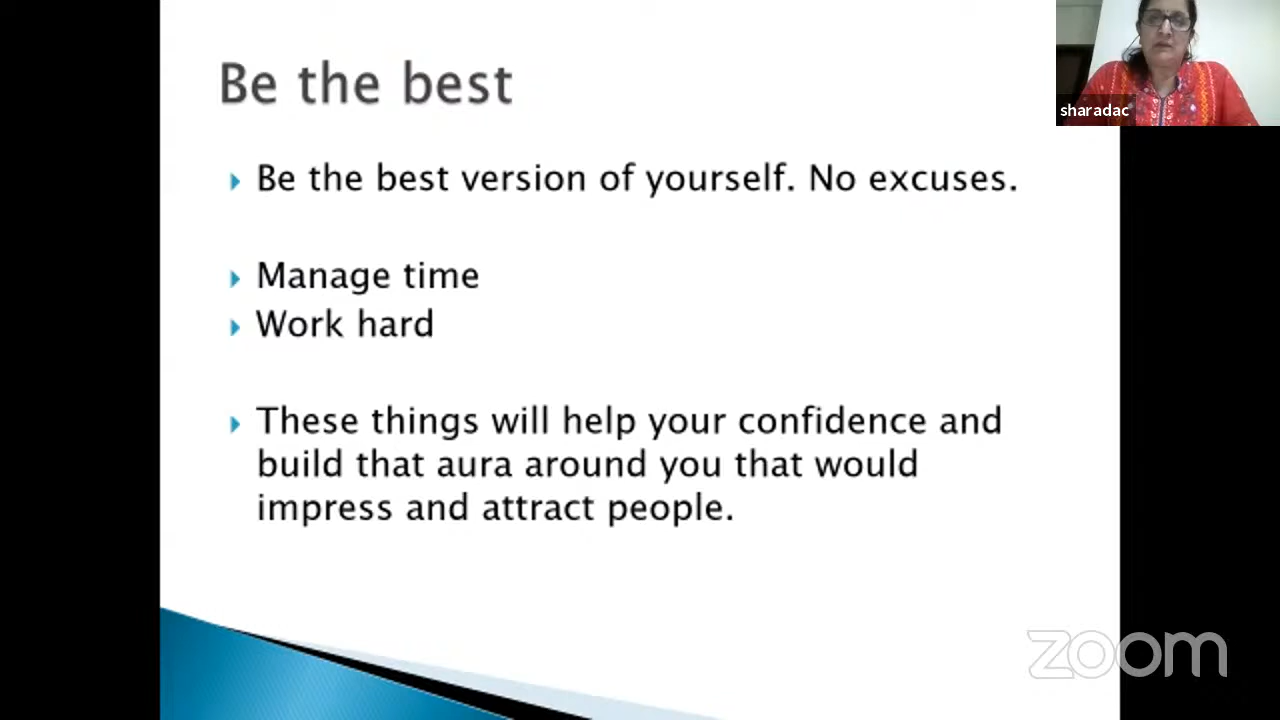 Be the best
sharadac
Be the best version of yourself. No excuses.
Manage time
Work hard
These things will help your confidence and
build that aura around you that would
impress and attract people.
zoom